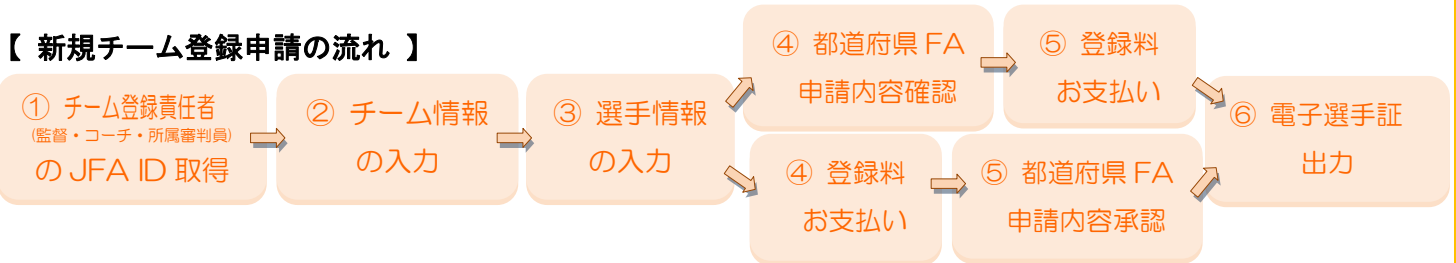 【 新規チーム登録申請の流れ 】
① チーム登録責任者
(監督・コーチ・所属審判員)
の JFA ID 取得
② チーム情報
の入力
③ 選手情報
の入力
④ 都道府県 FA
申請内容確認
⑤ 登録料
お支払い
④ 登録料
お支払い
⑤ 都道府県 FA
申請内容承認
⑥ 電子選手証
出力